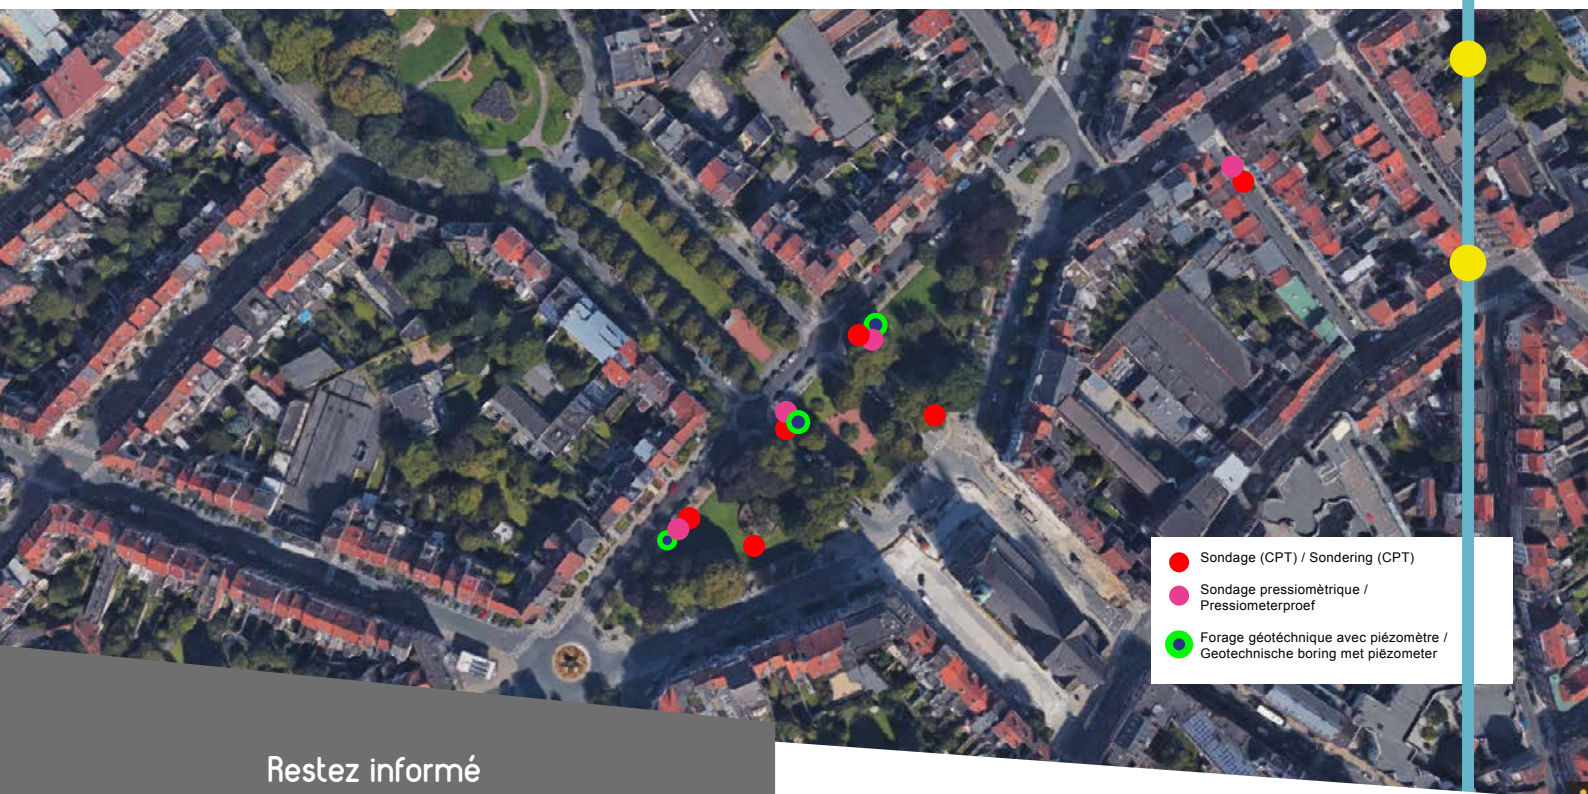 Sondage (CPT) / Sondering (CPT)
Sondage pressiomètrique /
Pressiometerproef
Forage géotéchnique avec piézomètre /
Geotechnische boring met piëzometer
Restez informé